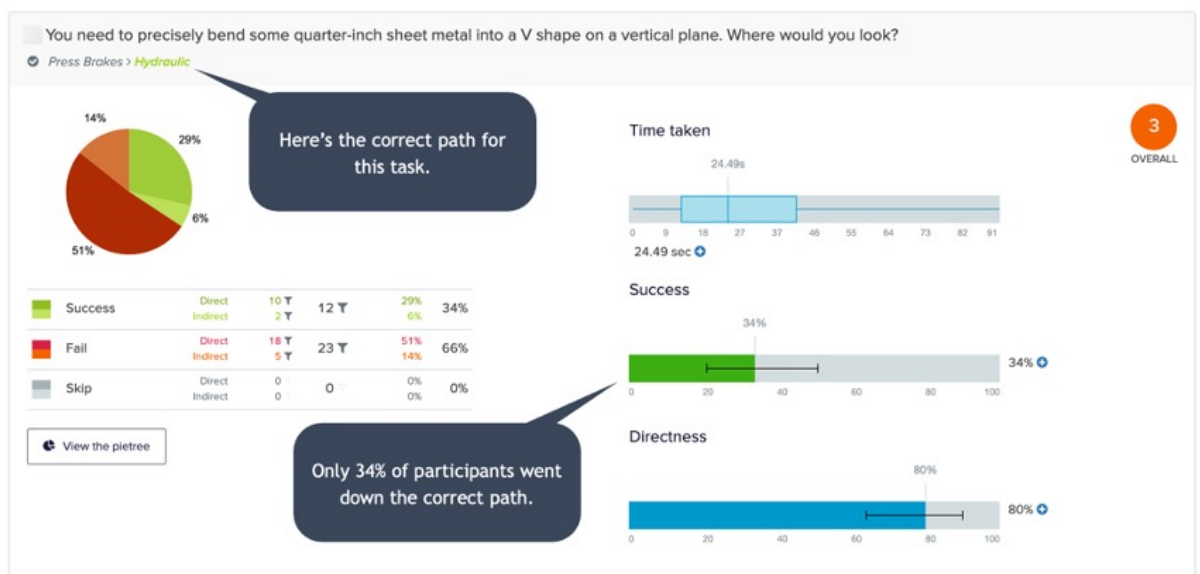 You need to precisely bend some quarter-inch sheet metal into a V shape on a vertical plane. Where would you look?
Press Brakes > Hydraulic
Here's the correct path for
this task.
14%
29%
6%
51%
Success Direct 10 12 29% 34%
Indirect 2 6%
Fail Direct 18 23 51% 66%
Indirect 5 14%
Skip Direct 0 0 0% 0%
Indirect 0 0%
View the pietree
Only 34% of participants went
down the correct path.
3
OVERALL
Time taken
24.49s
0 9 18 27 37 46 55 64 73 82 91
24.49 sec
Success
34%
34%
0 20 40 60 80 100
Directness
80%
80%
0 20 40 60 80 100